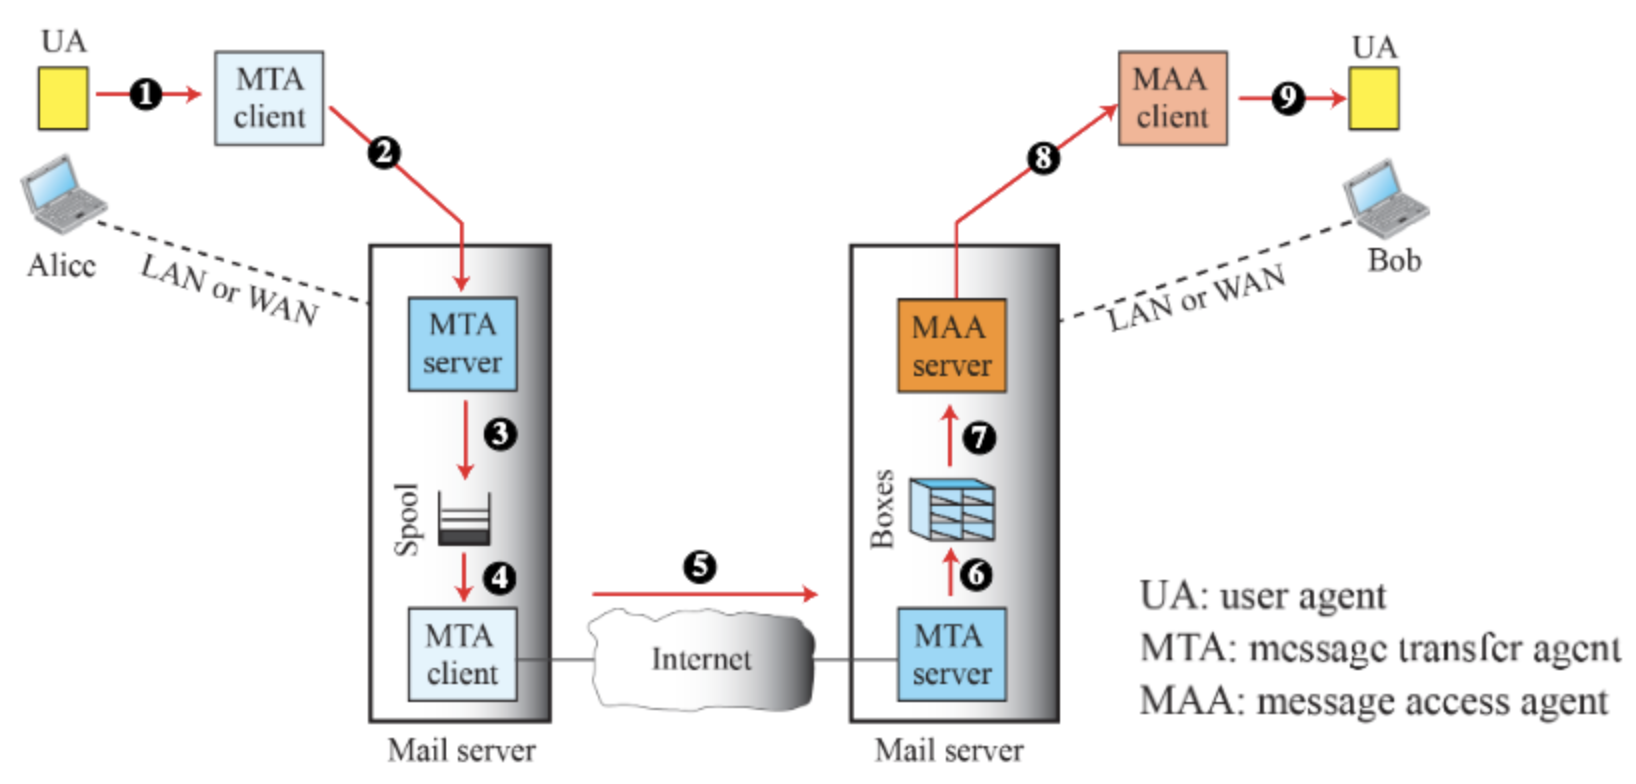 UA
MTA
client
1
2
Alice
LAN or WAN
MTA
server
3
Spool
4
MTA
client
Mail server
5
Internet
UA
MAA
client
9
8
Bob
LAN or WAN
MAA
server
7
Boxes
6
MTA
server
Mail server
UA: user agent
MTA: message transfer agent
MAA: message access agent